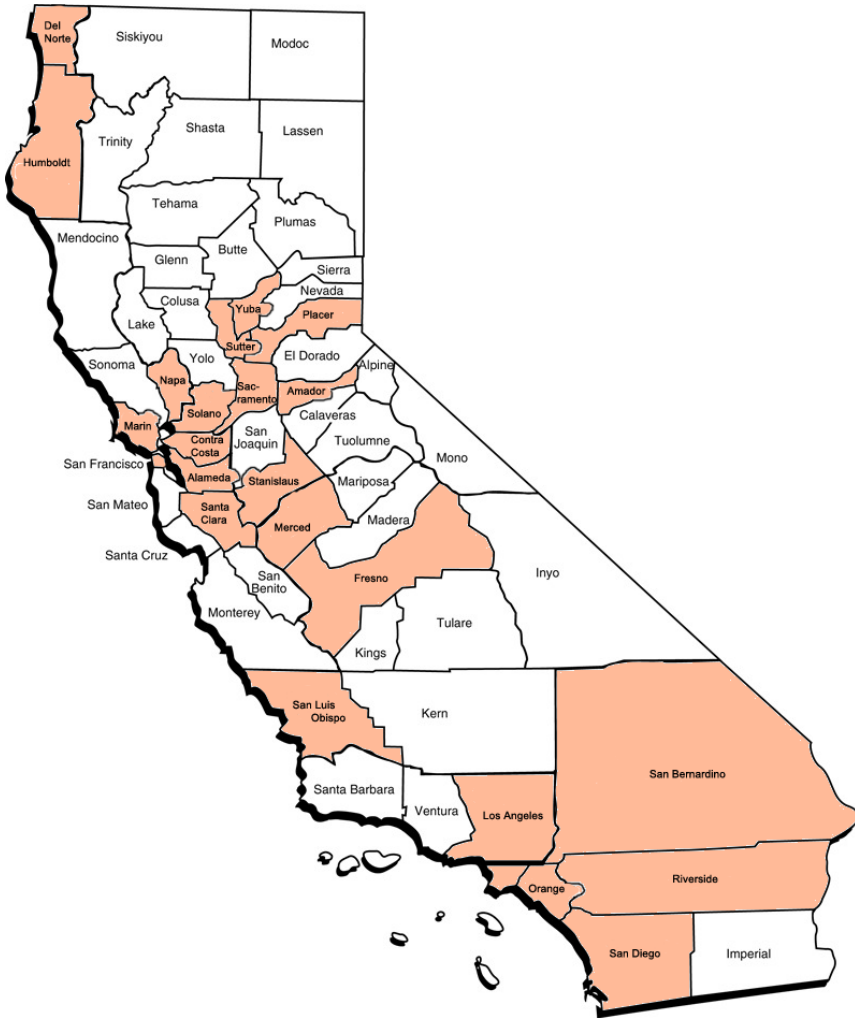 Del
Norte
Siskiyou
Modoc
Humboldt
Trinity
Shasta
Lassen
Tehama
Plumas
Mendocino
Butte
Glenn
Sierra
Colusa
Nevada
Yuba
Placer
Lake
Sutter
El Dorado
Sonoma
Yolo
Alpine
Napa
Sac-
ramento
Amador
Solano
Calaveras
Marin
Contra
Costa
San
Joaquin
Tuolumne
San Francisco
Mono
Alameda
Stanislaus
Mariposa
San Mateo
Santa
Clara
Merced
Madera
Santa Cruz
San
Benito
Fresno
Inyo
Monterey
Tulare
Kings
San Luis
Obispo
Kern
San Bernardino
Santa Barbara
Ventura
Los Angeles
Orange
Riverside
San Diego
Imperial